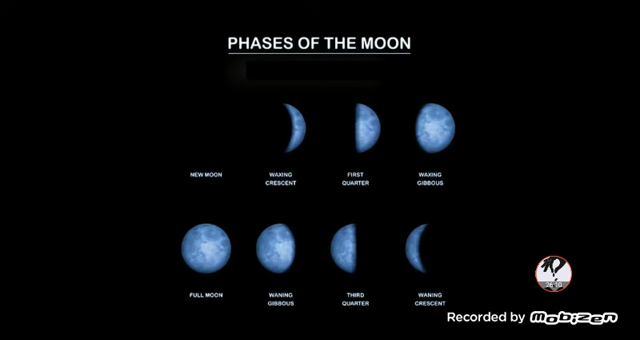 PHASES OF THE MOON
NEW MOON
WAXING
CRESCENT
FIRST
QUARTER
WAXING
GIBBOUS
FULL MOON
WANING
GIBBOUS
THIRD
QUARTER
WANING
CRESCENT
26:10
Recorded by Mobizen